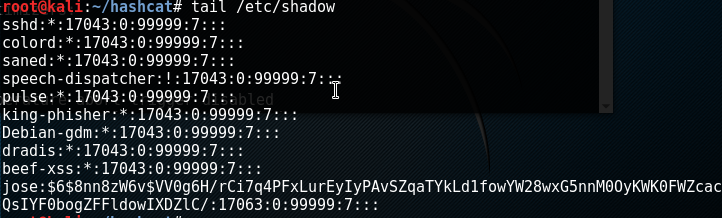 root@kali:~/hashcat# tail /etc/shadow
sshd:*:17043:0:99999:7:::
colord:*:17043:0:99999:7:::
saned:*:17043:0:99999:7:::
speech-dispatcher:!:17043:0:99999:7:::
pulse:*:17043:0:99999:7:::
king-phisher:*:17043:0:99999:7:::
Debian-gdm:*:17043:0:99999:7:::
dradis:*:17043:0:99999:7:::
beef-xss:*:17043:0:99999:7:::
jose:$6$8nn8zW6v$VV0g6H/rCi7q4PFxLurEyIyPAvSZqaTYkLd1fowYW28wxG5nnM0OyKWK0FWZcac
QsIYF0bogZFFldowIXDZlC/:17063:0:99999:7:::